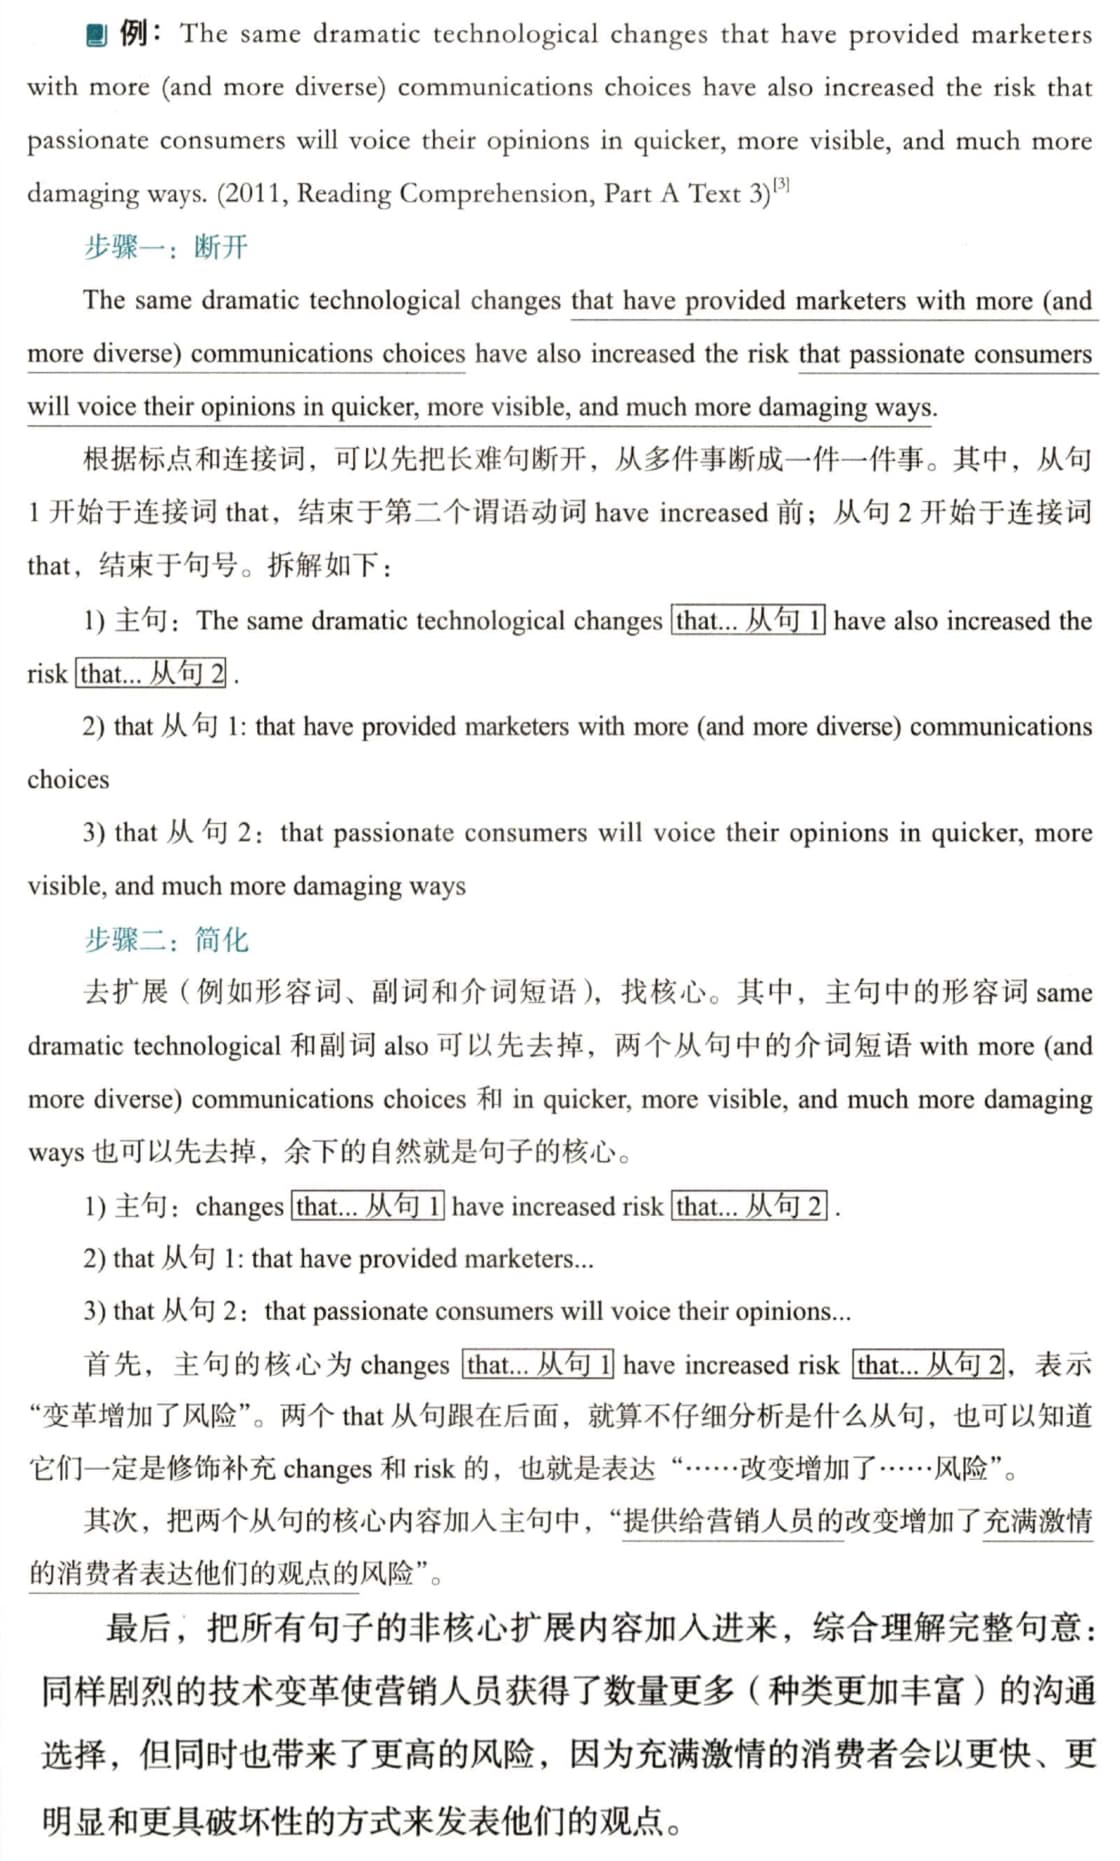 例：The same dramatic technological changes that have provided marketers
with more (and more diverse) communications choices have also increased the risk that
passionate consumers will voice their opinions in quicker, more visible, and much more
damaging ways. (2011, Reading Comprehension, Part A Text 3)[3]
步骤一：断开
The same dramatic technological changes that have provided marketers with more (and
more diverse) communications choices have also increased the risk that passionate consumers
will voice their opinions in quicker, more visible, and much more damaging ways.
根据标点和连接词，可以先把长难句断开，从多件事断成一件一件事。其中，从句
1 开始于连接词 that，结束于第二个谓语动词 have increased 前；从句 2 开始于连接词
that，结束于句号。拆解如下：
1) 主句：The same dramatic technological changes that... 从句 1 have also increased the
risk that... 从句 2 .
2) that 从句 1: that have provided marketers with more (and more diverse) communications
choices
3) that 从句 2：that passionate consumers will voice their opinions in quicker, more
visible, and much more damaging ways
步骤二：简化
去扩展（例如形容词、副词和介词短语），找核心。其中，主句中的形容词 same
dramatic technological 和副词 also 可以先去掉，两个从句中的介词短语 with more (and
more diverse) communications choices 和 in quicker, more visible, and much more damaging
ways 也可以先去掉，余下的自然就是句子的核心。
1) 主句：changes that... 从句 1 have increased risk that... 从句 2 .
2) that 从句 1: that have provided marketers...
3) that 从句 2：that passionate consumers will voice their opinions...
首先，主句的核心为 changes that... 从句 1 have increased risk that... 从句 2，表示
“变革增加了风险”。两个 that 从句跟在后面，就算不仔细分析是什么从句，也可以知道
它们一定是修饰补充 changes 和 risk 的，也就是表达“……改变增加了……风险”。
其次，把两个从句的核心内容加入主句中，“提供给营销人员的改变增加了充满激情
的消费者表达他们的观点的风险”。
最后，把所有句子的非核心扩展内容加入进来，综合理解完整句意：
同样剧烈的技术变革使营销人员获得了数量更多（种类更加丰富）的沟通
选择，但同时也带来了更高的风险，因为充满激情的消费者会以更快、更
明显和更具破坏性的方式来发表他们的观点。